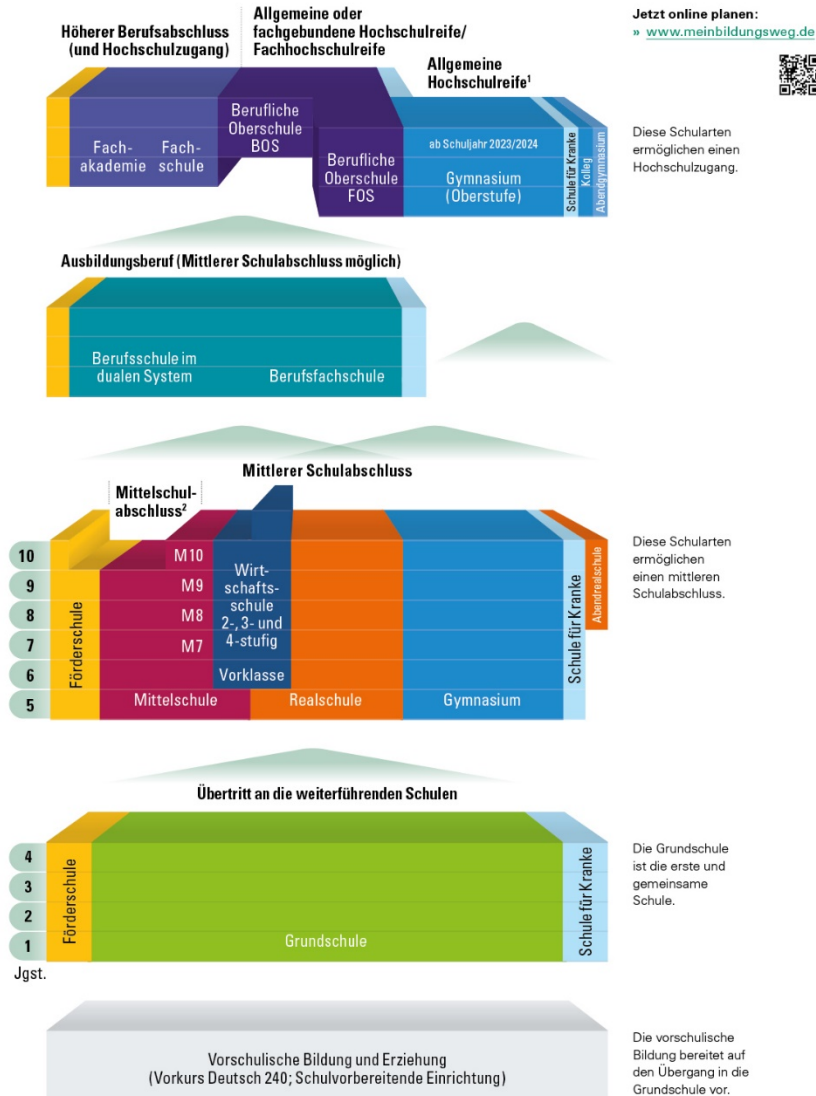 Höherer Berufsabschluss
(und Hochschulzugang)
Allgemeine oder
fachgebundene Hochschulreife/
Fachhochschulreife
Allgemeine
Hochschulreife¹
Jetzt online planen:
» www.meinbildungsweg.de
Fach-
akademie
Fach-
schule
Berufliche
Oberschule
BOS
Berufliche
Oberschule
FOS
ab Schuljahr 2023/2024
Gymnasium
(Oberstufe)
Schule für Kranke
Kolleg
Abendgymnasium
Diese Schularten
ermöglichen einen
Hochschulzugang.
Ausbildungsberuf (Mittlerer Schulabschluss möglich)
Berufsschule im
dualen System
Berufsfachschule
Mittlerer Schulabschluss
Mittelschul-
abschluss²
10
9
8
7
6
5
Förderschule
M10
M9
M8
M7
Mittelschule
Wirt-
schafts-
schule
2-, 3- und
4-stufig
Vorklasse
Realschule
Gymnasium
Schule für Kranke
Abendrealschule
Diese Schularten
ermöglichen
einen mittleren
Schulabschluss.
Übertritt an die weiterführenden Schulen
4
3
2
1
Jgst.
Förderschule
Grundschule
Schule für Kranke
Die Grundschule
ist die erste und
gemeinsame
Schule.
Vorschulische Bildung und Erziehung
(Vorkurs Deutsch 240; Schulvorbereitende Einrichtung)
Die vorschulische
Bildung bereitet auf
den Übergang in die
Grundschule vor.